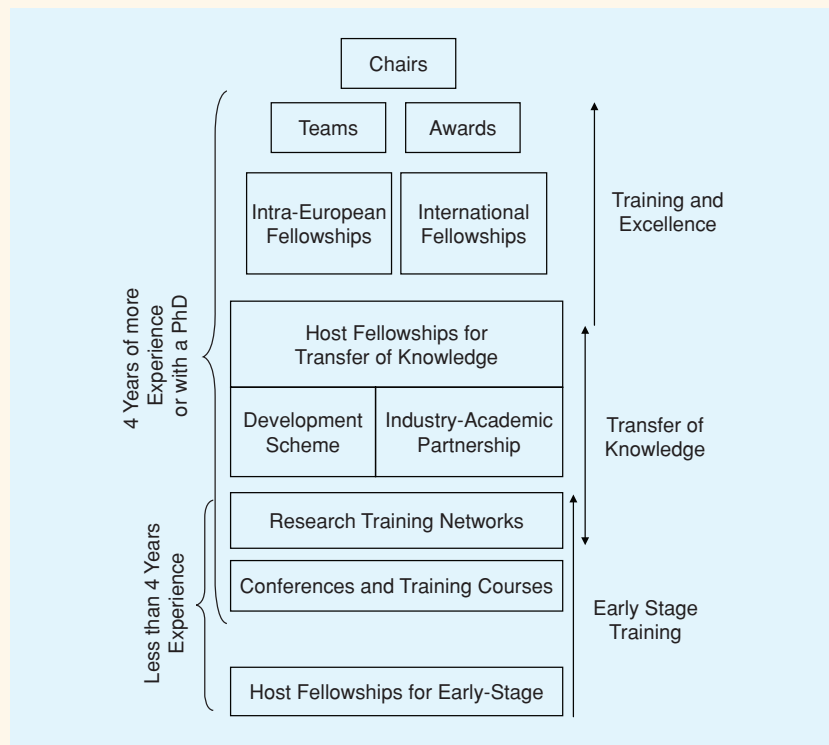 Chairs
Teams
Awards
Intra-European
Fellowships
International
Fellowships
Training and
Excellence
4 Years of more
Experience
or with a PhD
Host Fellowships for
Transfer of Knowledge
Development
Scheme
Industry-Academic
Partnership
Transfer of
Knowledge
Research Training Networks
Conferences and Training Courses
Less than 4 Years
Experience
Early Stage
Training
Host Fellowships for Early-Stage